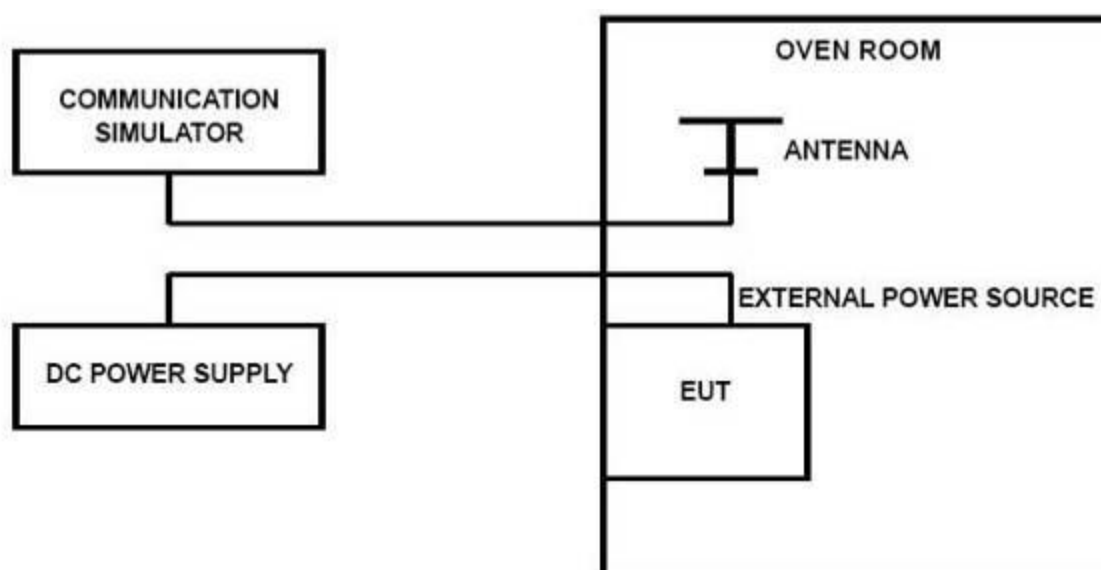 OVEN ROOM
COMMUNICATION
SIMULATOR
ANTENNA
EXTERNAL POWER SOURCE
DC POWER SUPPLY
EUT